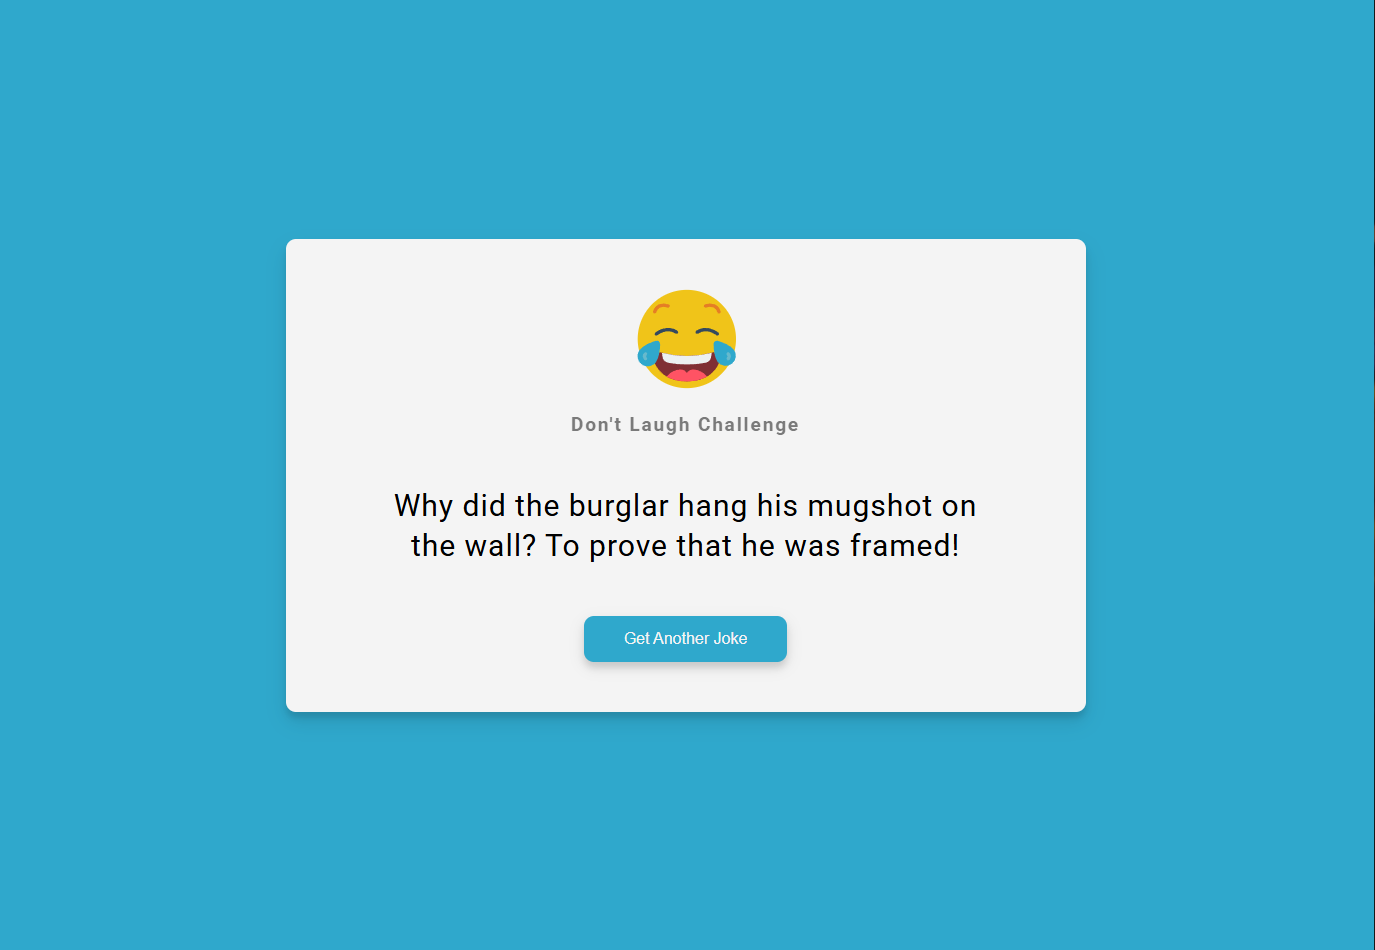 Don't Laugh Challenge
Why did the burglar hang his mugshot on
the wall? To prove that he was framed!
Get Another Joke